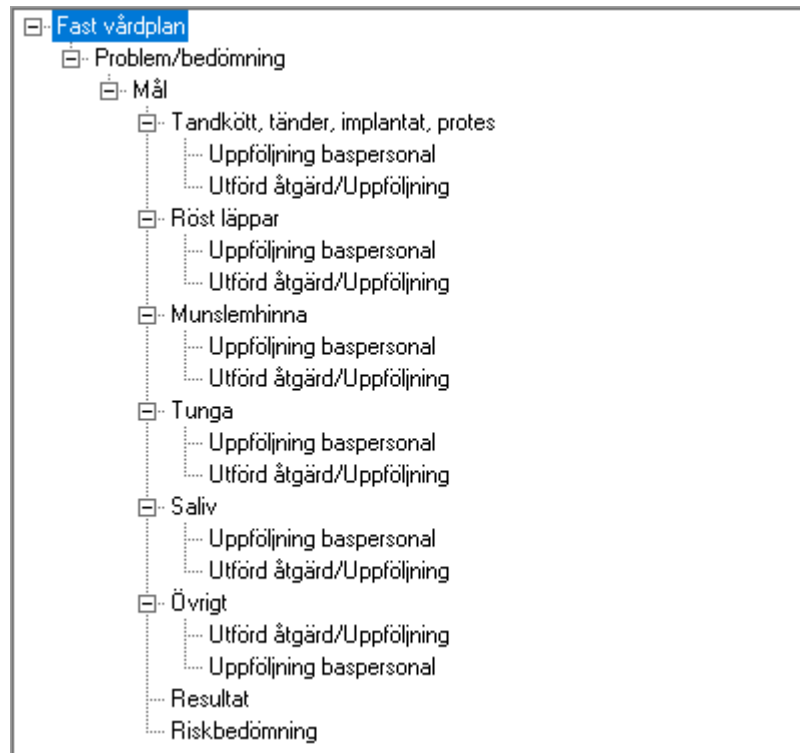 Fast vårdplan
Problem/bedömning
Mål
Tandkött, tänder, implantat, protes
Uppföljning baspersonal
Utförd åtgärd/Uppföljning
Röst läppar
Uppföljning baspersonal
Utförd åtgärd/Uppföljning
Munslemhinna
Uppföljning baspersonal
Utförd åtgärd/Uppföljning
Tunga
Uppföljning baspersonal
Utförd åtgärd/Uppföljning
Saliv
Uppföljning baspersonal
Utförd åtgärd/Uppföljning
Övrigt
Utförd åtgärd/Uppföljning
Uppföljning baspersonal
Resultat
Riskbedömning